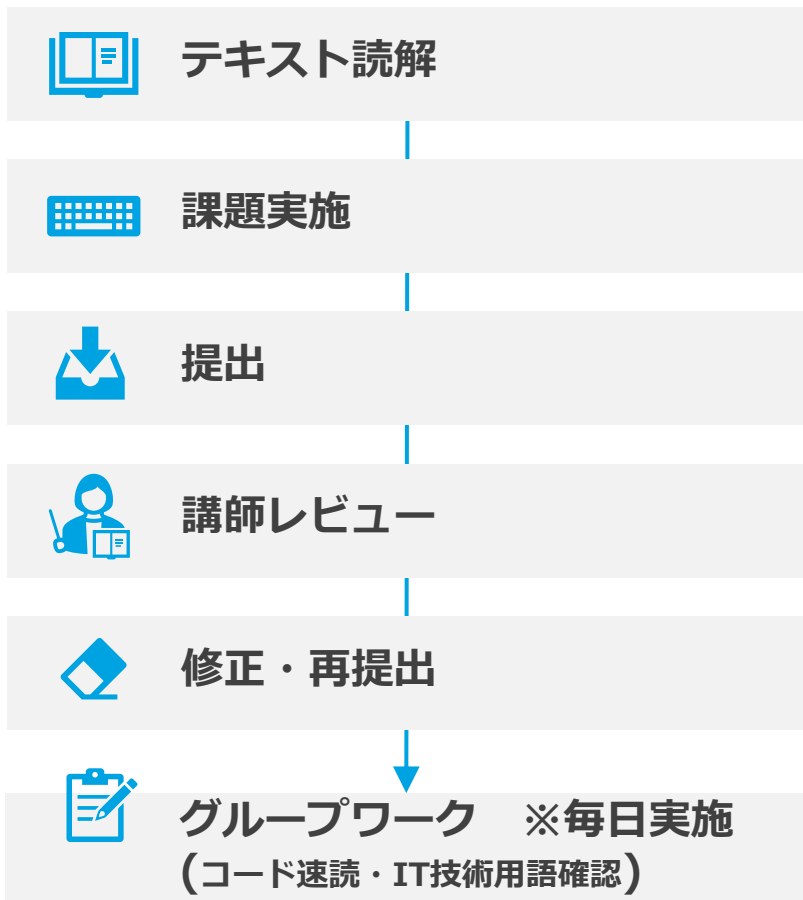 テキスト読解
課題実施
提出
講師レビュー
修正・再提出
グループワーク　※毎日実施
(コード速読・IT技術用語確認)